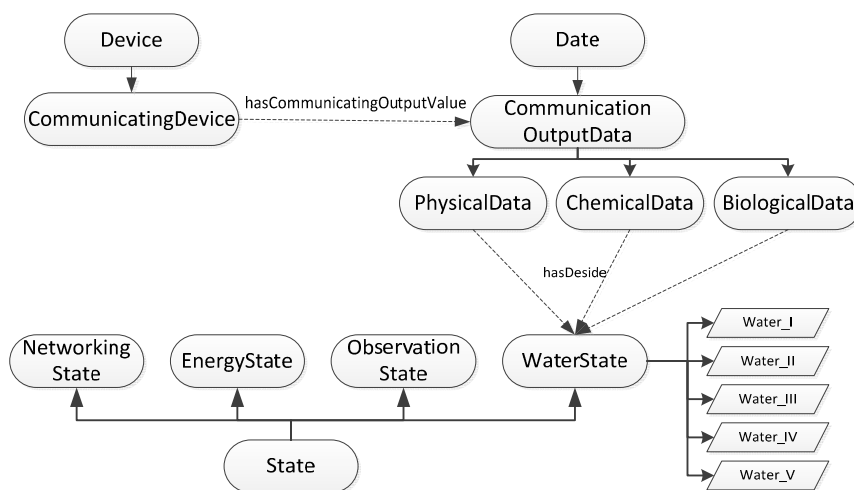 Device
Date
hasCommunicatingOutputValue
CommunicatingDevice
Communication
OutputData
PhysicalData
ChemicalData
BiologicalData
hasDeside
Networking
State
EnergyState
Observation
State
WaterState
Water_I
Water_II
Water_III
Water_IV
Water_V
State